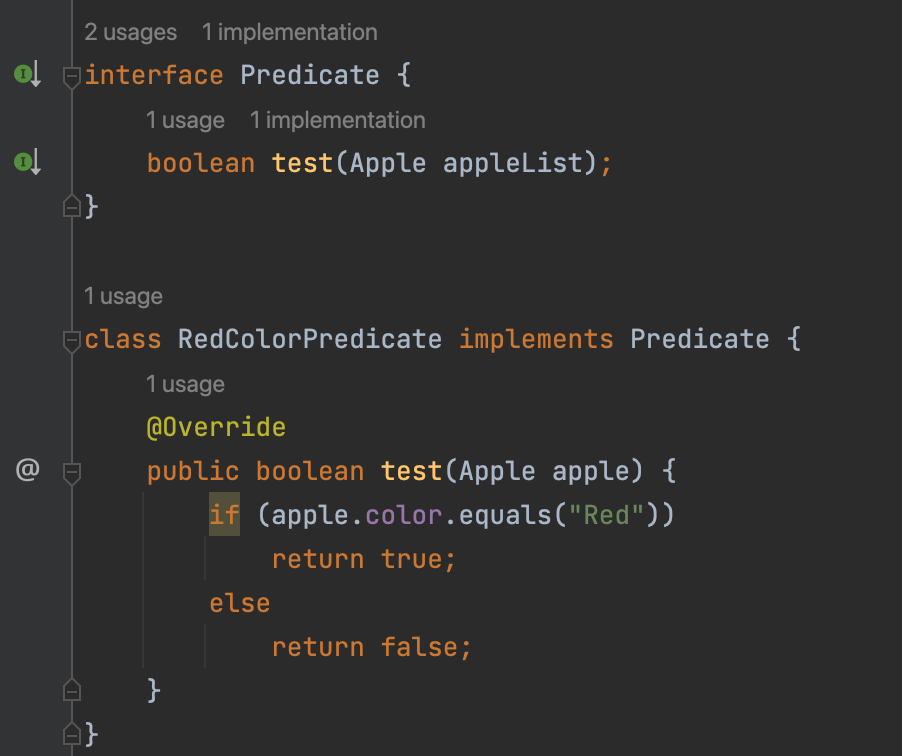 2 usages   1 implementation
interface Predicate {
1 usage   1 implementation
boolean test(Apple appleList);
}
1 usage
class RedColorPredicate implements Predicate {
1 usage
@Override
@ public boolean test(Apple apple) {
if (apple.color.equals("Red"))
return true;
else
return false;
}
}